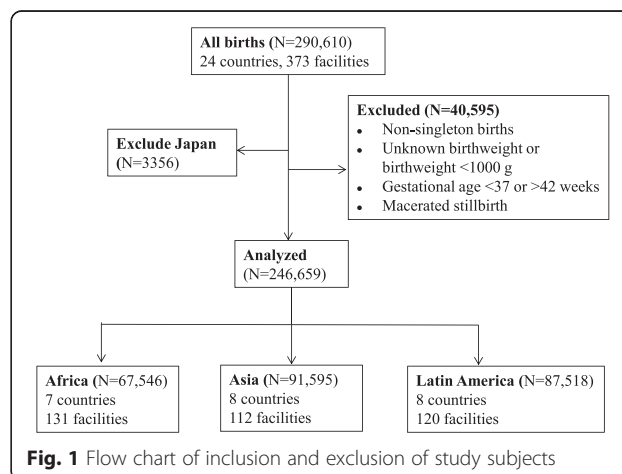 All births (N=290,610)
24 countries, 373 facilities
Exclude Japan
(N=3356)
Excluded (N=40,595)
• Non-singleton births
• Unknown birthweight or
birthweight <1000 g
• Gestational age <37 or >42 weeks
• Macerated stillbirth
Analyzed
(N=246,659)
Africa (N=67,546)
7 countries
131 facilities
Asia (N=91,595)
8 countries
112 facilities
Latin America (N=87,518)
8 countries
120 facilities
Fig. 1 Flow chart of inclusion and exclusion of study subjects